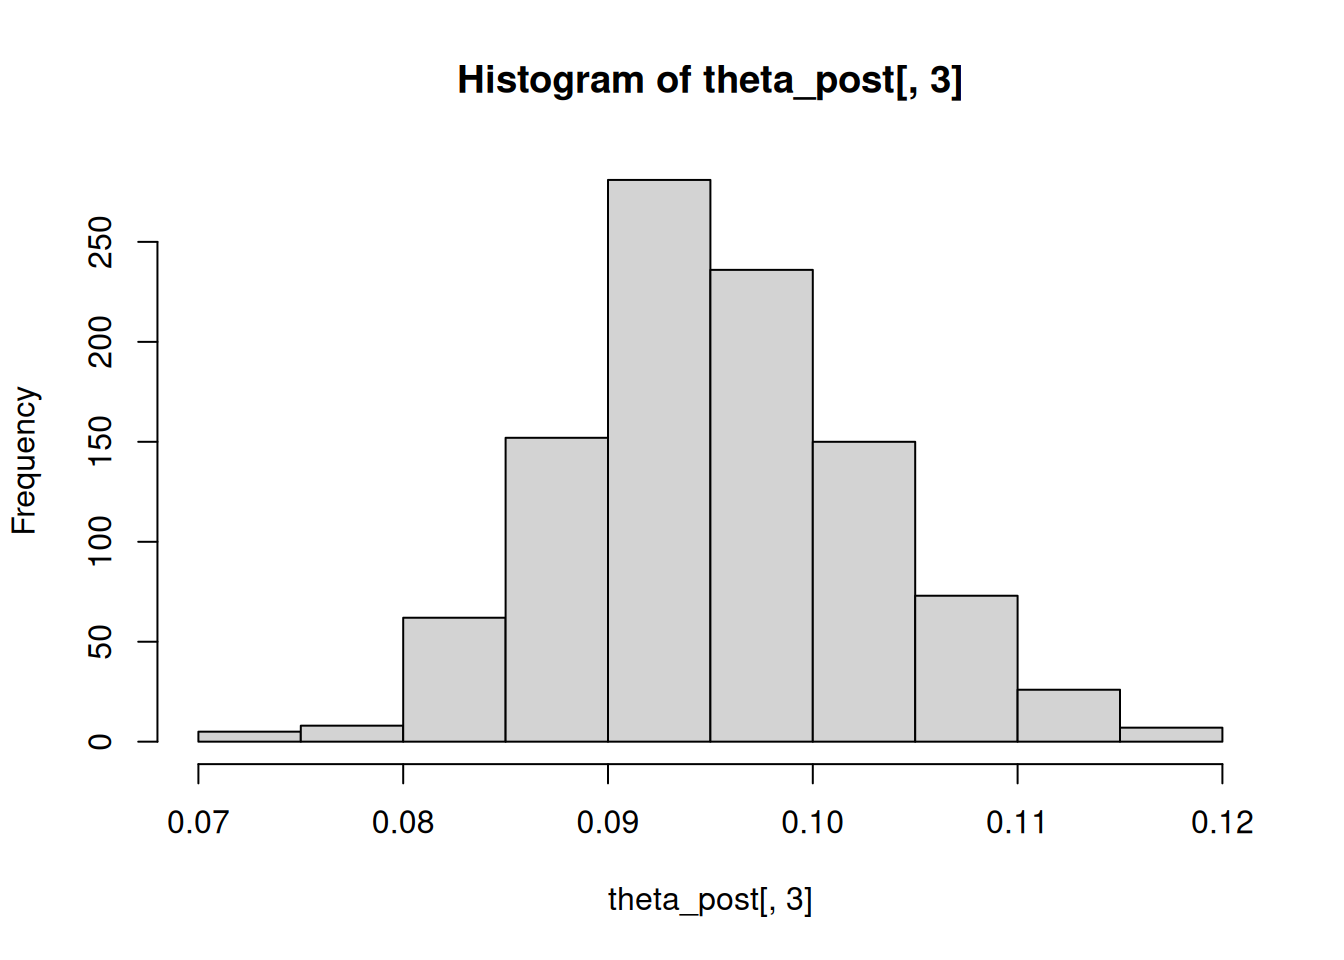 Histogram of theta_post[, 3]
Frequency
250
200
150
100
50
0
0.07 0.08 0.09 0.10 0.11 0.12
theta_post[, 3]